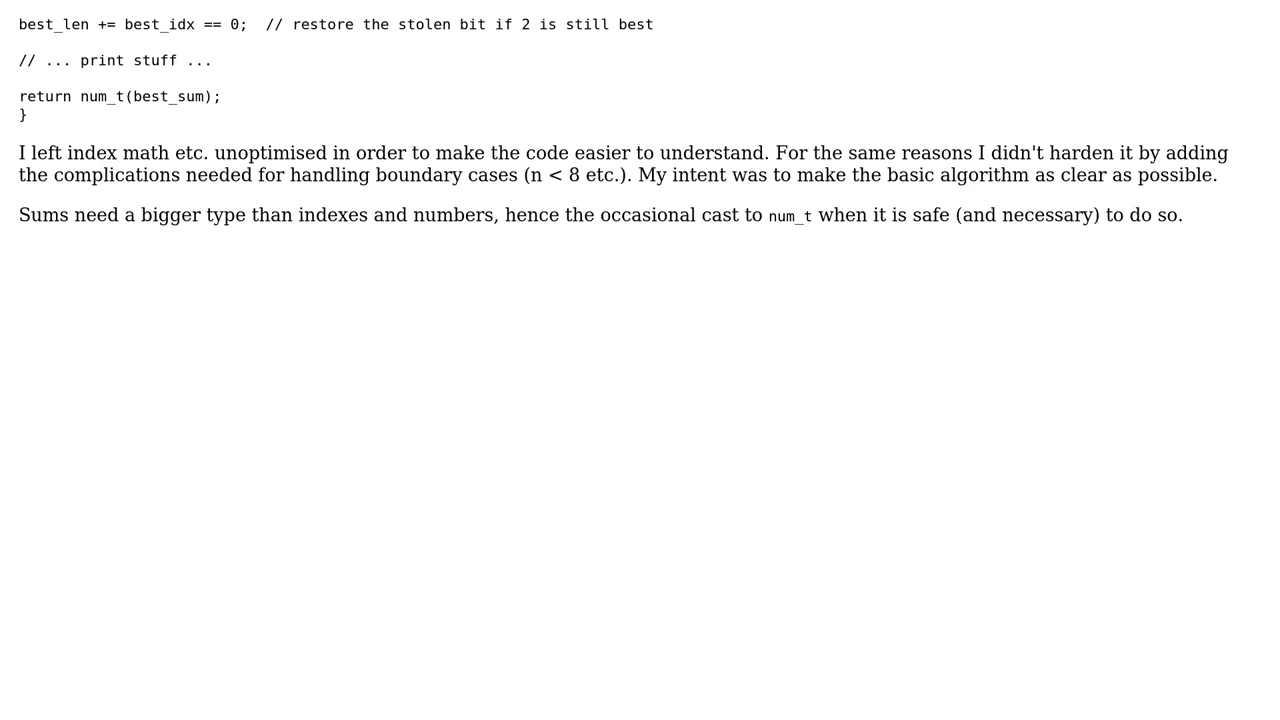 best_len += best_idx == 0;  // restore the stolen bit if 2 is still best
// ... print stuff ...
return num_t(best_sum);
}
I left index math etc. unoptimised in order to make the code easier to understand. For the same reasons I didn't harden it by adding
the complications needed for handling boundary cases (n < 8 etc.). My intent was to make the basic algorithm as clear as possible.
Sums need a bigger type than indexes and numbers, hence the occasional cast to num_t when it is safe (and necessary) to do so.